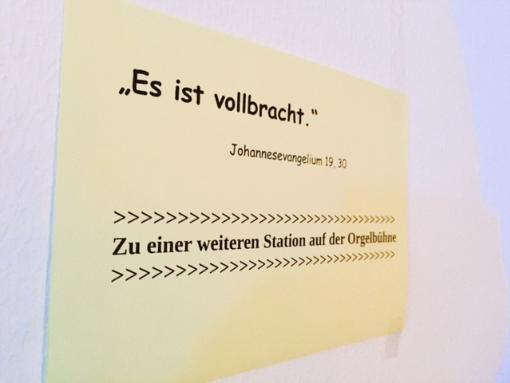 „Es ist vollbracht.“
Johannesevangelium 19, 30
>>>>>>>>>>>>>>>>>>>>>>>>>>>>>>>>>>
Zu einer weiteren Station auf der Orgelbühne
>>>>>>>>>>>>>>>>>>>>>>>>>>>>>>>>>>